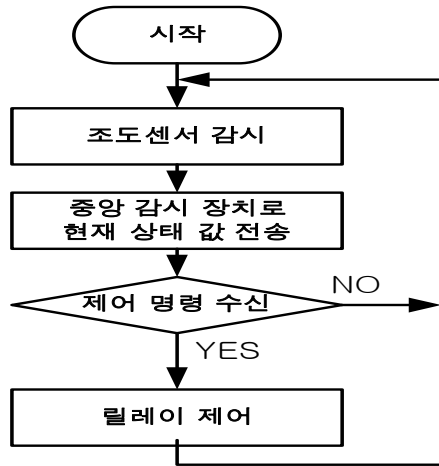 시작
조도센서 감시
중앙 감시 장치로
현재 상태 값 전송
제어 명령 수신
NO
YES
릴레이 제어